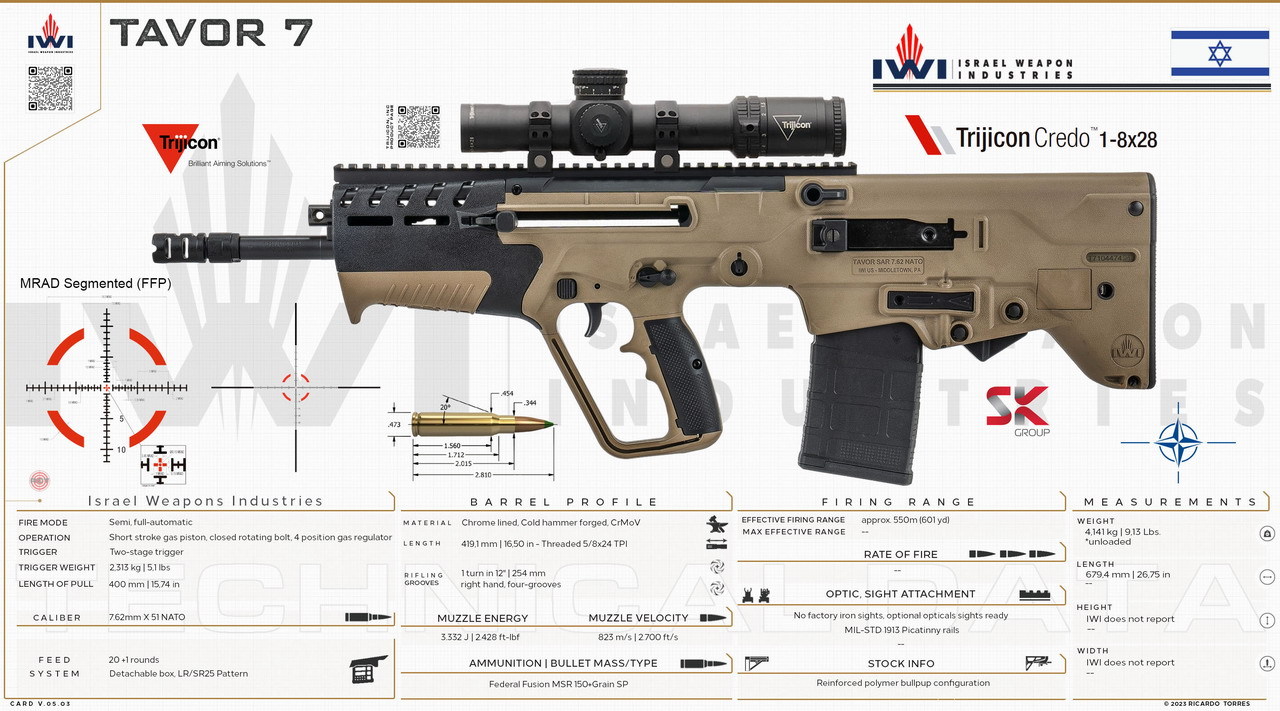 IWI
ISRAEL WEAPON INDUSTRIES
TAVOR 7
IWI
ISRAEL WEAPON
INDUSTRIES
Trijicon
Brilliant Aiming Solutions™
Trijicon
Trijicon Credo™ 1-8x28
TAVOR SAR 7.62 NATO
IWI US - MIDDLETOWN, PA
IWI
MRAD Segmented (FFP)
5
10
.473
20°
.454
.344
1.560
1.712
2.015
2.810
SK
GROUP
Israel Weapons Industries
FIRE MODE Semi, full-automatic
OPERATION Short stroke gas piston, closed rotating bolt, 4 position gas regulator
TRIGGER Two-stage trigger
TRIGGER WEIGHT 2,313 kg | 5,1 lbs
LENGTH OF PULL 400 mm | 15,74 in
CALIBER 7.62mm X 51 NATO
FEED SYSTEM 20 +1 rounds
Detachable box, LR/SR25 Pattern
BARREL PROFILE
MATERIAL Chrome lined, Cold hammer forged, CrMoV
LENGTH 419,1 mm | 16,50 in - Threaded 5/8x24 TPI
RIFLING GROOVES 1 turn in 12" | 254 mm
right hand, four-grooves
MUZZLE ENERGY MUZZLE VELOCITY
3.332 J | 2.428 ft-lbf 823 m/s | 2.700 ft/s
AMMUNITION | BULLET MASS/TYPE
Federal Fusion MSR 150+Grain SP
FIRING RANGE
EFFECTIVE FIRING RANGE approx. 550m (601 yd)
MAX EFFECTIVE RANGE --
RATE OF FIRE
--
OPTIC, SIGHT ATTACHMENT
No factory iron sights, optional opticals sights ready
MIL-STD 1913 Picatinny rails
--
STOCK INFO
Reinforced polymer bullpup configuration
MEASUREMENTS
WEIGHT
4,141 kg | 9,13 Lbs.
*unloaded
LENGTH
679,4 mm | 26.75 in
--
HEIGHT
IWI does not report
--
WIDTH
IWI does not report
--
CARD V.05.03
© 2023 RICARDO TORRES
ISRAEL WEAPON
INDUSTRIES
TECHNICAL DATA